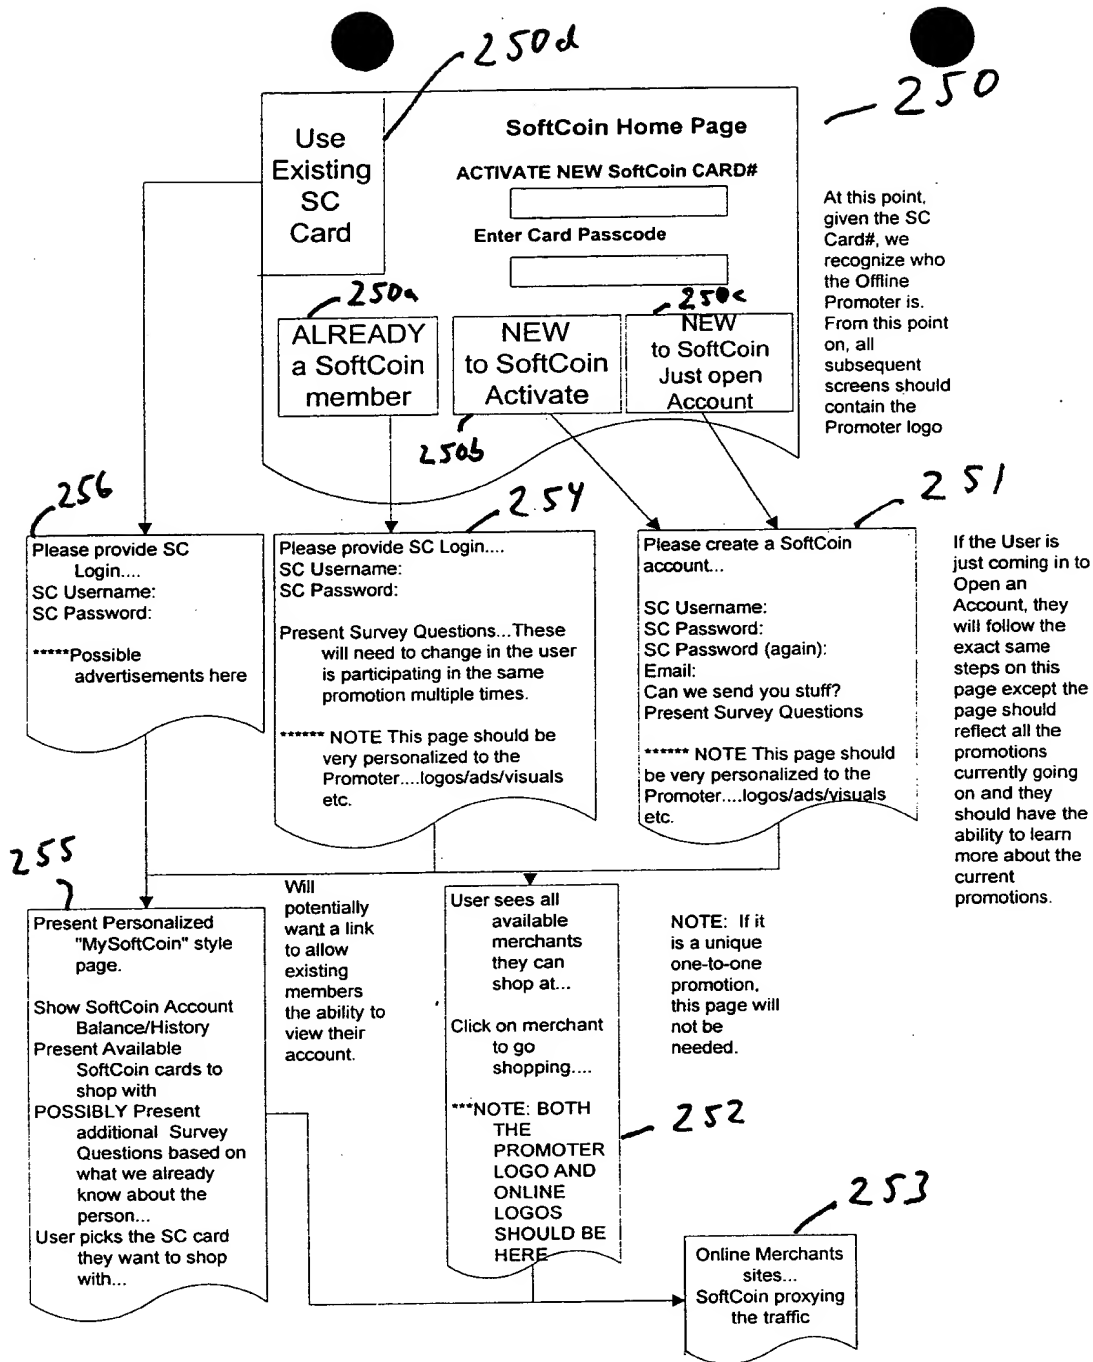 250d
250
Use
Existing
SC
Card
SoftCoin Home Page
ACTIVATE NEW SoftCoin CARD#
Enter Card Passcode
At this point,
given the SC
Card#, we
recognize who
the Offline
Promoter is.
From this point
on, all
subsequent
screens should
contain the
Promoter logo
250a
ALREADY
a SoftCoin
member
NEW
to SoftCoin
Activate
250b
250c
NEW
to SoftCoin
Just open
Account
256
Please provide SC
Login....
SC Username:
SC Password:
*****Possible
advertisements here
254
Please provide SC Login....
SC Username:
SC Password:
Present Survey Questions...These
will need to change in the user
is participating in the same
promotion multiple times.
****** NOTE This page should be
very personalized to the
Promoter....logos/ads/visuals
etc.
251
Please create a SoftCoin
account...
SC Username:
SC Password:
SC Password (again):
Email:
Can we send you stuff?
Present Survey Questions
****** NOTE This page should
be very personalized to the
Promoter....logos/ads/visuals
etc.
If the User is
just coming in to
Open an
Account, they
will follow the
exact same
steps on this
page except the
page should
reflect all the
promotions
currently going
on and they
should have the
ability to learn
more about the
current
promotions.
255
Present Personalized
"MySoftCoin" style
page.
Show SoftCoin Account
Balance/History
Present Available
SoftCoin cards to
shop with
POSSIBLY Present
additional Survey
Questions based on
what we already
know about the
person...
User picks the SC card
they want to shop
with...
Will
potentially
want a link
to allow
existing
members
the ability to
view their
account.
User sees all
available
merchants
they can
shop at...
Click on merchant
to go
shopping....
***NOTE: BOTH
THE
PROMOTER
LOGO AND
ONLINE
LOGOS
SHOULD BE
HERE
NOTE: If it
is a unique
one-to-one
promotion,
this page will
not be
needed.
252
253
Online Merchants
sites...
SoftCoin proxying
the traffic